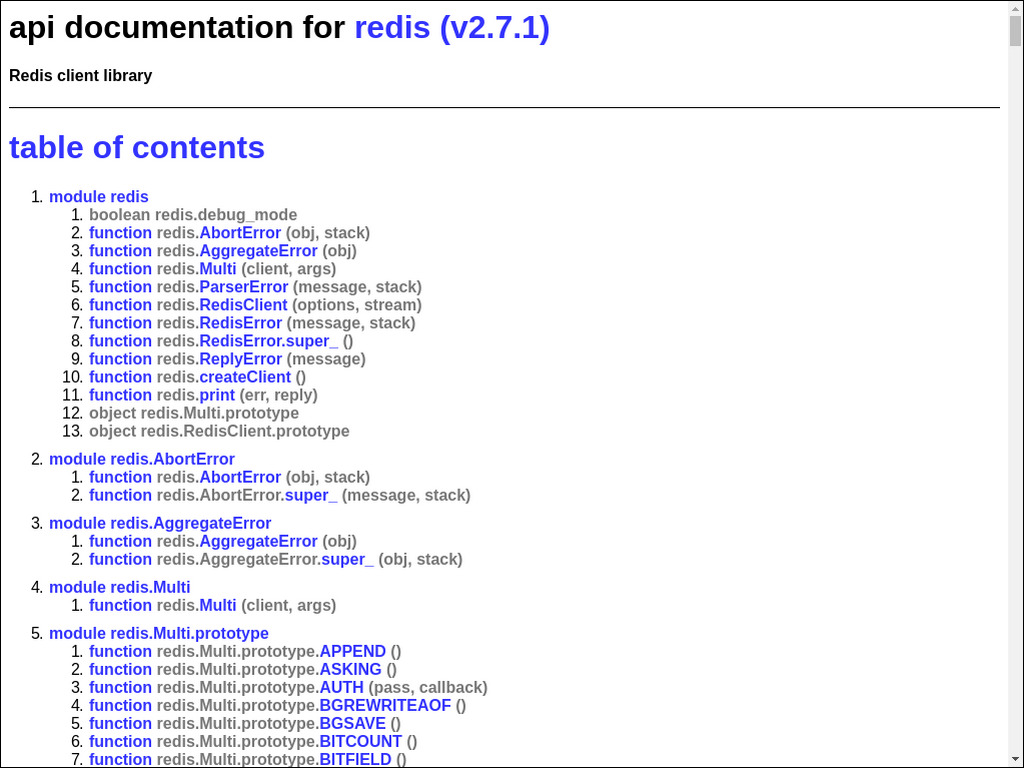 api documentation for redis (v2.7.1)
Redis client library
table of contents
1. module redis
1. boolean redis.debug_mode
2. function redis.AbortError (obj, stack)
3. function redis.AggregateError (obj)
4. function redis.Multi (client, args)
5. function redis.ParserError (message, stack)
6. function redis.RedisClient (options, stream)
7. function redis.RedisError (message, stack)
8. function redis.RedisError.super_ ()
9. function redis.ReplyError (message)
10. function redis.createClient ()
11. function redis.print (err, reply)
12. object redis.Multi.prototype
13. object redis.RedisClient.prototype
2. module redis.AbortError
1. function redis.AbortError (obj, stack)
2. function redis.AbortError.super_ (message, stack)
3. module redis.AggregateError
1. function redis.AggregateError (obj)
2. function redis.AggregateError.super_ (obj, stack)
4. module redis.Multi
1. function redis.Multi (client, args)
5. module redis.Multi.prototype
1. function redis.Multi.prototype.APPEND ()
2. function redis.Multi.prototype.ASKING ()
3. function redis.Multi.prototype.AUTH (pass, callback)
4. function redis.Multi.prototype.BGREWRITEAOF ()
5. function redis.Multi.prototype.BGSAVE ()
6. function redis.Multi.prototype.BITCOUNT ()
7. function redis.Multi.prototype.BITFIELD ()